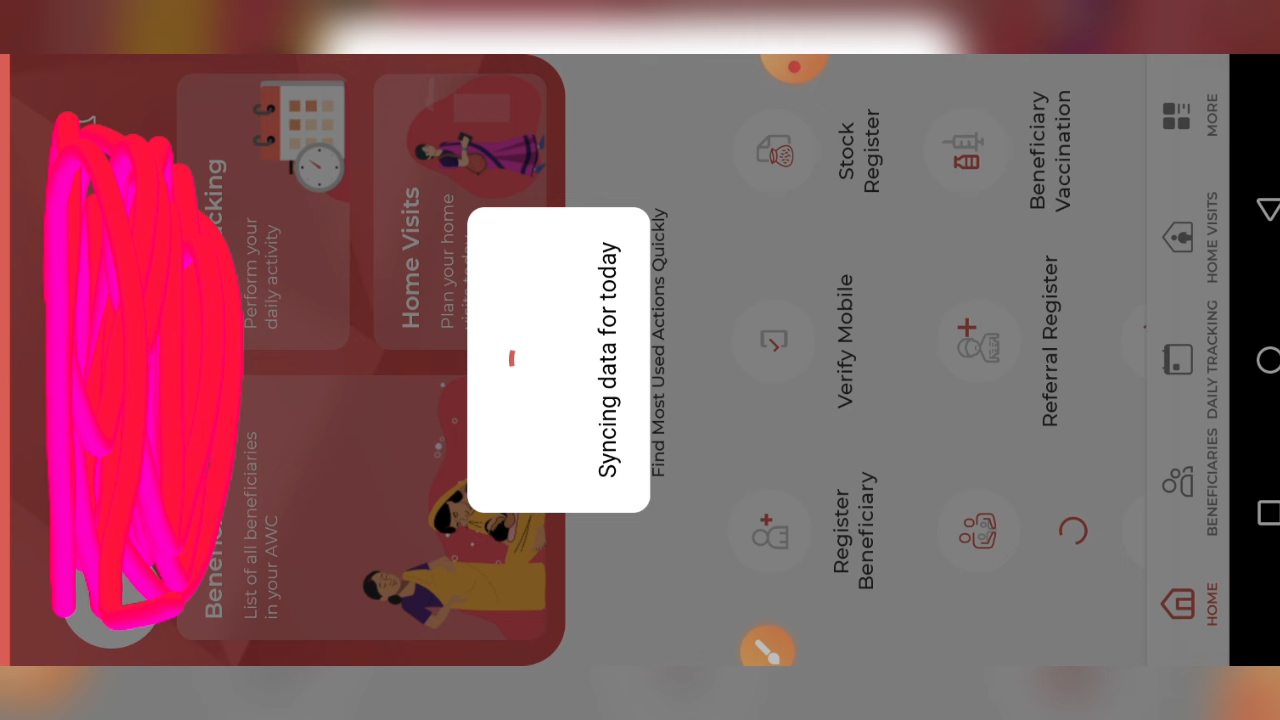 List of all beneficiaries
in your AWC
Perform your
daily activity
Home Visits
Plan your home
Syncing data for today
Find Most Used Actions Quickly
Register
Beneficiary
Verify Mobile
Stock
Register
Referral Register
Beneficiary
Vaccination
HOME
BENEFICIARIES
DAILY TRACKING
HOME VISITS
MORE